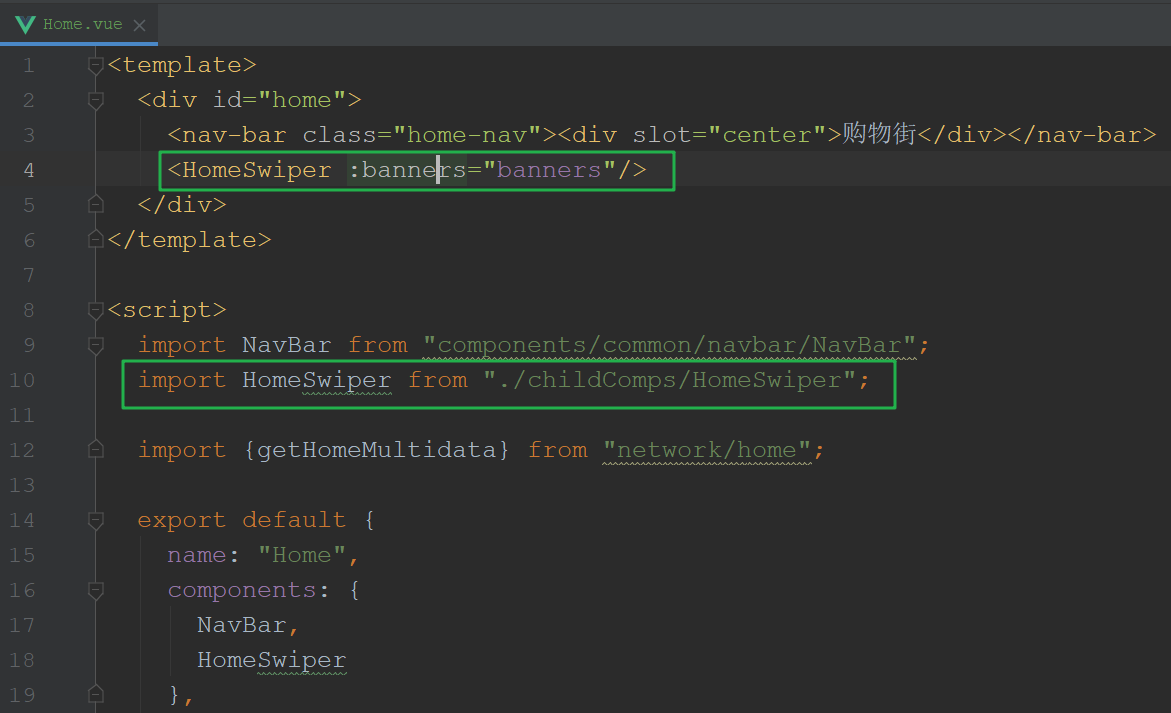 Home.vue
1 <template>
2 <div id="home">
3 <nav-bar class="home-nav"><div slot="center">购物街</div></nav-bar>
4 <HomeSwiper :banners="banners"/>
5 </div>
6 </template>
7
8 <script>
9 import NavBar from "components/common/navbar/NavBar";
10 import HomeSwiper from "./childComps/HomeSwiper";
11
12 import {getHomeMultidata} from "network/home";
13
14 export default {
15 name: "Home",
16 components: {
17 NavBar,
18 HomeSwiper
19 },